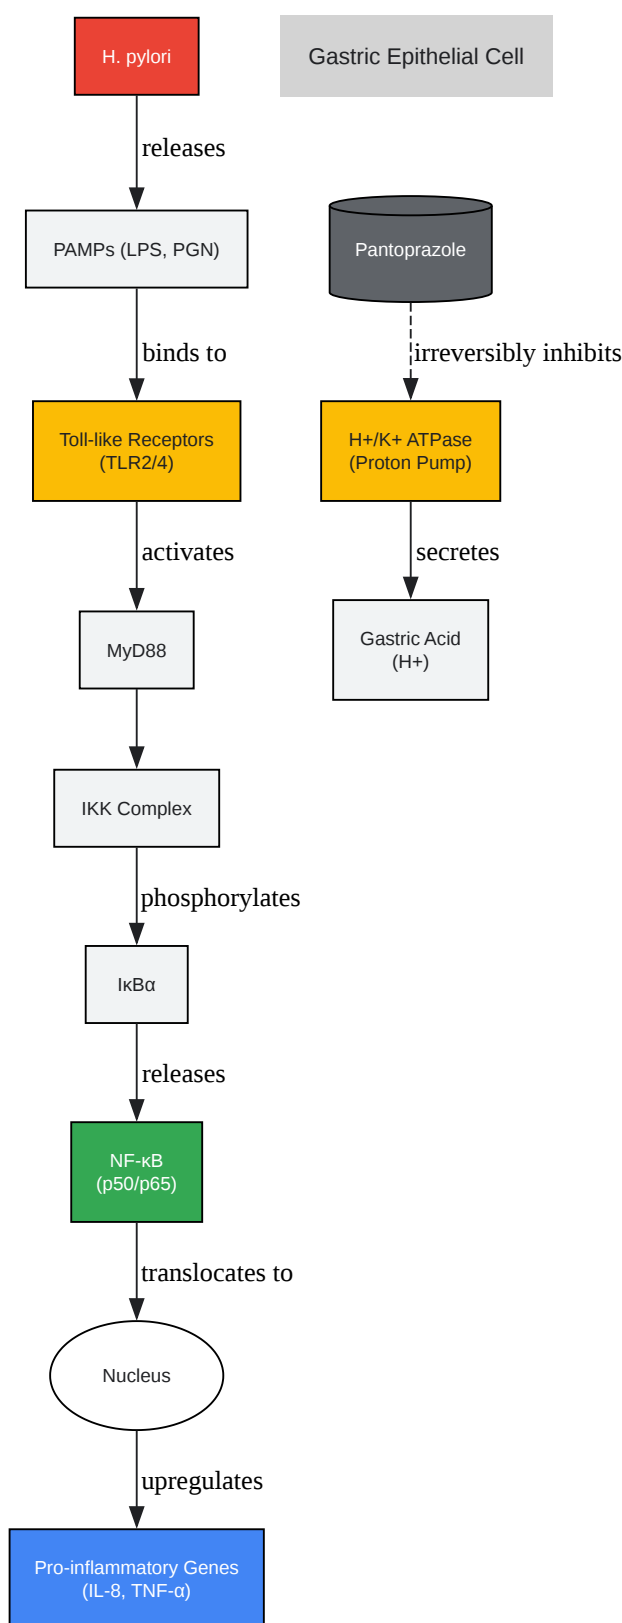 H. pylori
Gastric Epithelial Cell
releases
PAMPs (LPS, PGN)
Pantoprazole
binds to
irreversibly inhibits
Toll-like Receptors
(TLR2/4)
H+/K+ ATPase
(Proton Pump)
activates
secretes
MyD88
Gastric Acid
(H+)
IKK Complex
phosphorylates
IκBα
releases
NF-κB
(p50/p65)
translocates to
Nucleus
upregulates
Pro-inflammatory Genes
(IL-8, TNF-α)